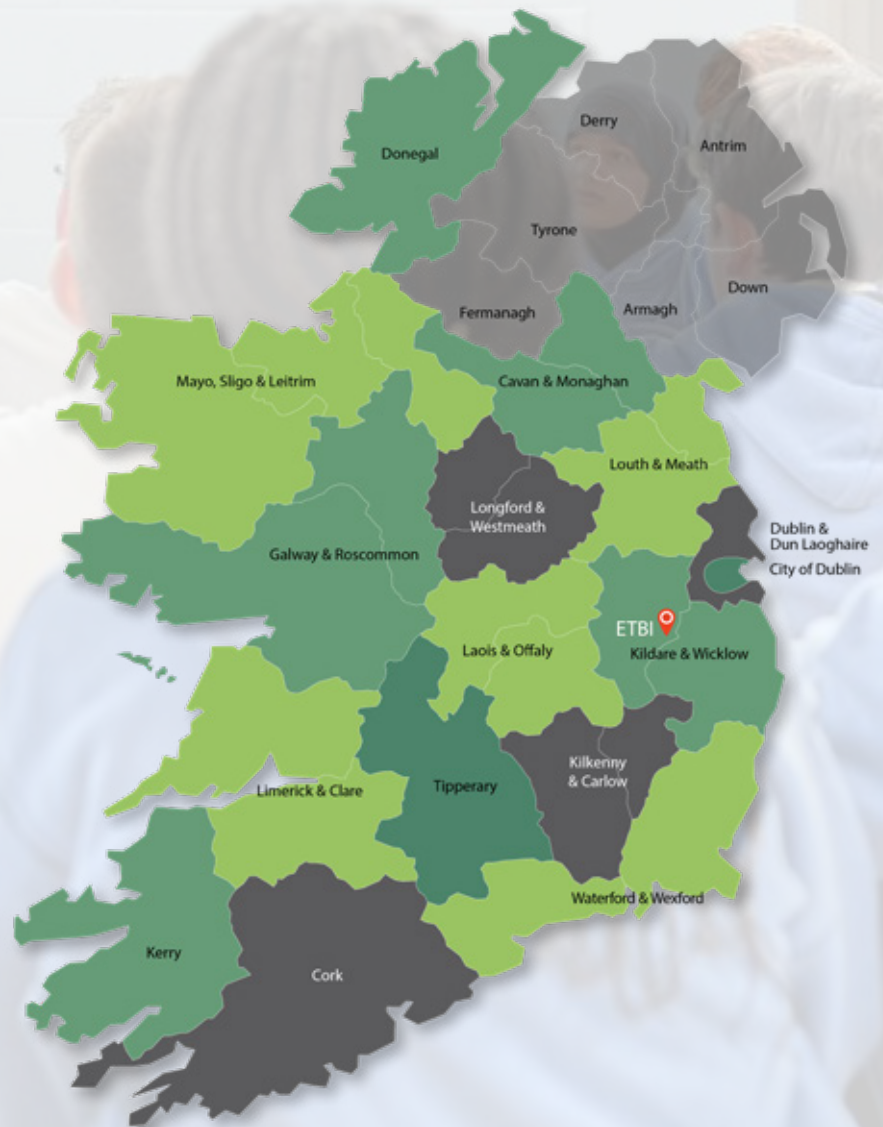 Derry
Antrim
Donegal
Tyrone
Down
Fermanagh
Armagh
Mayo, Sligo & Leitrim
Cavan & Monaghan
Louth & Meath
Longford &
Westmeath
Dublin &
Dun Laoghaire
City of Dublin
Galway & Roscommon
ETBI
Kildare & Wicklow
Laois & Offaly
Kilkenny
& Carlow
Tipperary
Limerick & Clare
Waterford & Wexford
Kerry
Cork